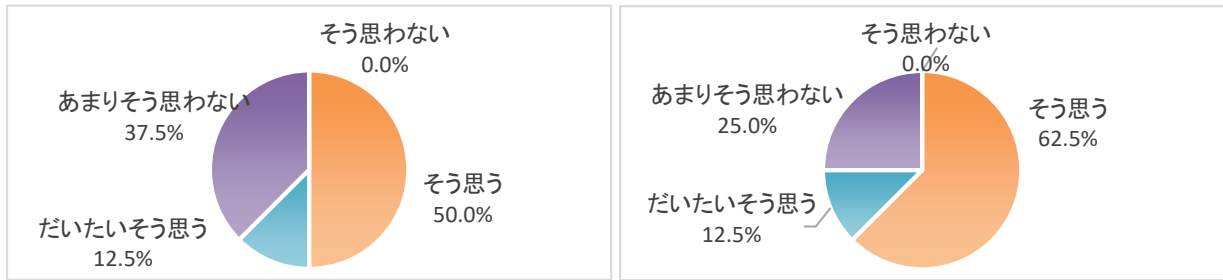 そう思わない
0.0%
あまりそう思わない
37.5%
そう思う
50.0%
だいたいそう思う
12.5%
そう思わない
0.0%
あまりそう思わない
25.0%
そう思う
62.5%
だいたいそう思う
12.5%